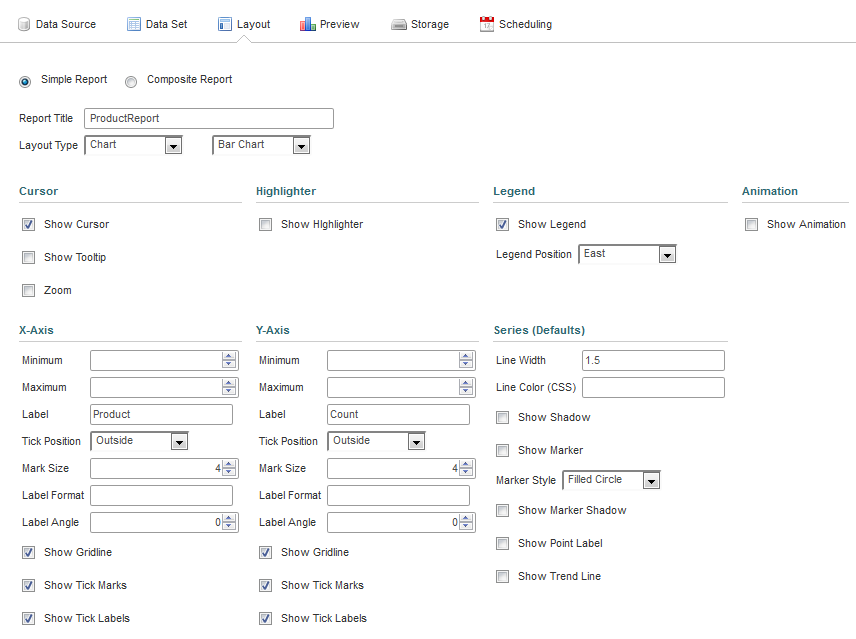 Data Source Data Set Layout Preview Storage 12 Scheduling
Simple Report Composite Report
Report Title ProductReport
Layout Type Chart Bar Chart
Cursor Highlighter Legend Animation
Show Cursor Show HIghlighter Show Legend Show Animation
Show Tooltip Legend Position East
Zoom
X-Axis Y-Axis Series (Defaults)
Minimum Minimum Line Width 1.5
Maximum Maximum Line Color (CSS)
Label Product Label Count Show Shadow
Tick Position Outside Tick Position Outside Show Marker
Mark Size 4 Mark Size 4 Marker Style Filled Circle
Label Format Label Format Show Marker Shadow
Label Angle 0 Label Angle 0 Show Point Label
Show Gridline Show Gridline Show Trend Line
Show Tick Marks Show Tick Marks
Show Tick Labels Show Tick Labels